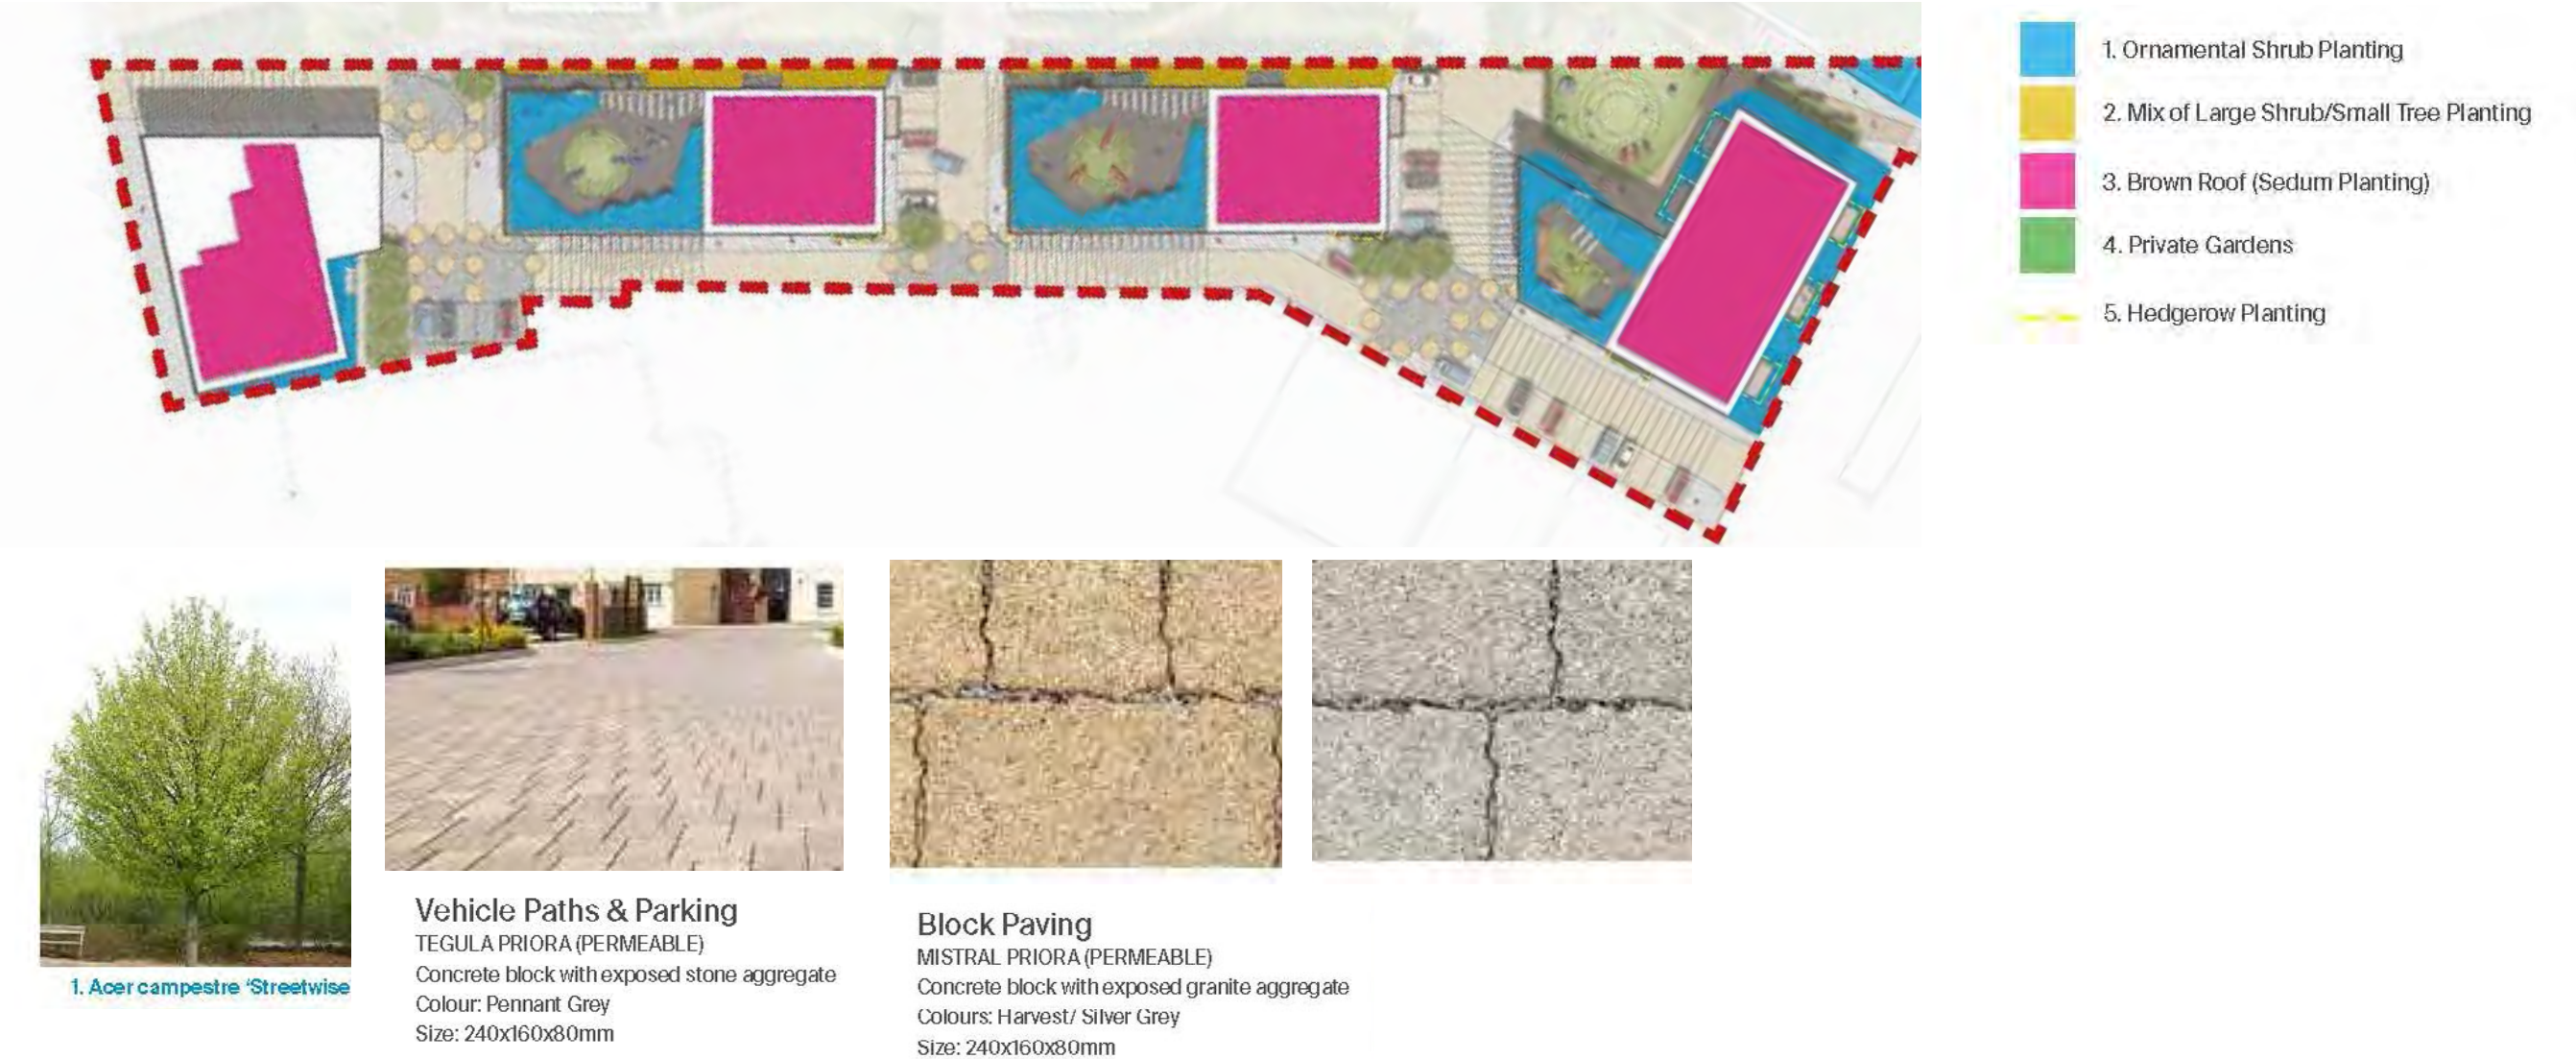 1. Ornamental Shrub Planting
2. Mix of Large Shrub/Small Tree Planting
3. Brown Roof (Sedum Planting)
4. Private Gardens
5. Hedgerow Planting
1. Acer campestre ‘Streetwise
Vehicle Paths & Parking
TEGULA PRIORA (PERMEABLE)
Concrete block with exposed stone aggregate
Colour: Pennant Grey
Size: 240x160x80mm
Block Paving
MISTRAL PRIORA (PERMEABLE)
Concrete block with exposed granite aggregate
Colours: Harvest/ Silver Grey
Size: 240x160x80mm